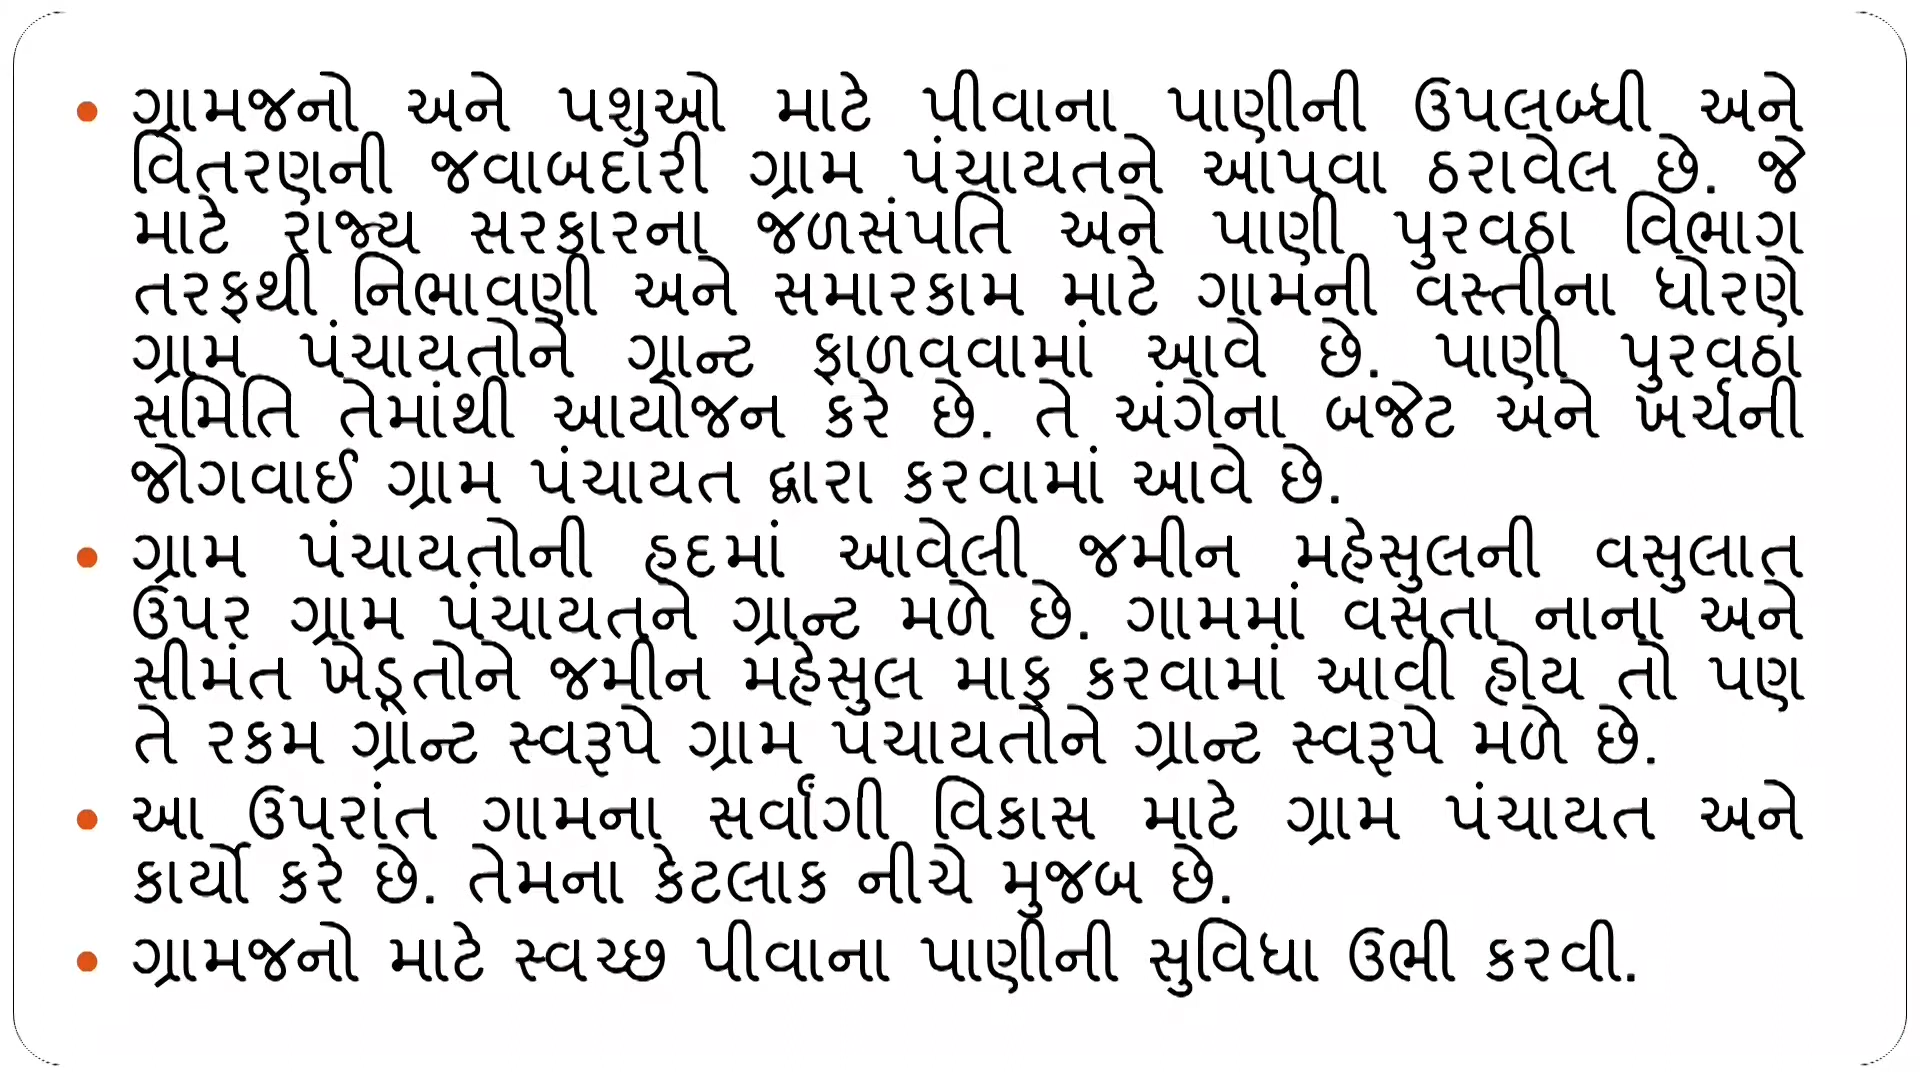 • ગ્રામજનો અને પશુઓ માટે પીવાના પાણીની ઉપલબ્ધી અને
વિતરણની જવાબદારી ગ્રામ પંચાયતને આપવા ઠરાવેલ છે. જે
માટે રાજ્ય સરકારના જળસંપતિ અને પાણી પુરવઠા વિભાગ
તરફથી નિભાવણી અને સમારકામ માટે ગામની વસ્તીના ધોરણે
ગ્રામ પંચાયતોને ગ્રાન્ટ ફાળવવામાં આવે છે. પાણી પુરવઠા
સમિતિ તેમાંથી આયોજન કરે છે. તે અંગેના બજેટ અને ખર્ચની
જોગવાઈ ગ્રામ પંચાયત દ્વારા કરવામાં આવે છે.
• ગ્રામ પંચાયતોની હદમાં આવેલી જમીન મહેસુલની વસુલાત
ઉપર ગ્રામ પંચાયતને ગ્રાન્ટ મળે છે. ગામમાં વસતા નાના અને
સીમંત ખેડૂતોને જમીન મહેસુલ માફ કરવામાં આવી હોય તો પણ
તે રકમ ગ્રાન્ટ સ્વરૂપે ગ્રામ પંચાયતોને ગ્રાન્ટ સ્વરૂપે મળે છે.
• આ ઉપરાંત ગામના સર્વાંગી વિકાસ માટે ગ્રામ પંચાયત અને
કાર્યો કરે છે. તેમના કેટલાક નીચે મુજબ છે.
• ગ્રામજનો માટે સ્વચ્છ પીવાના પાણીની સુવિધા ઉભી કરવી.